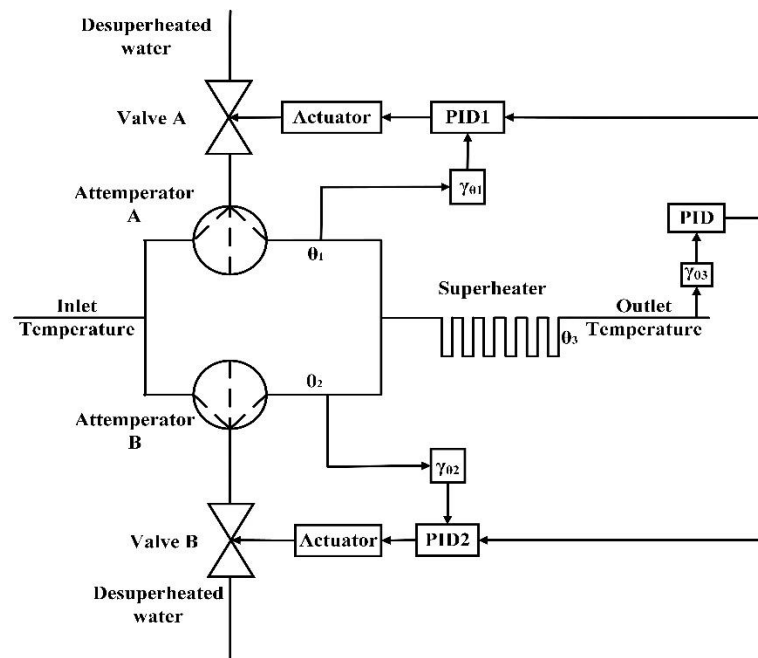 Desuperheated
water
Valve A
Actuator
PID1
Attemperator
A
γθ1
PID
θ1
γθ3
Superheater
Inlet
Temperature
Outlet
Temperature
θ3
θ2
Attemperator
B
γθ2
Valve B
Actuator
PID2
Desuperheated
water